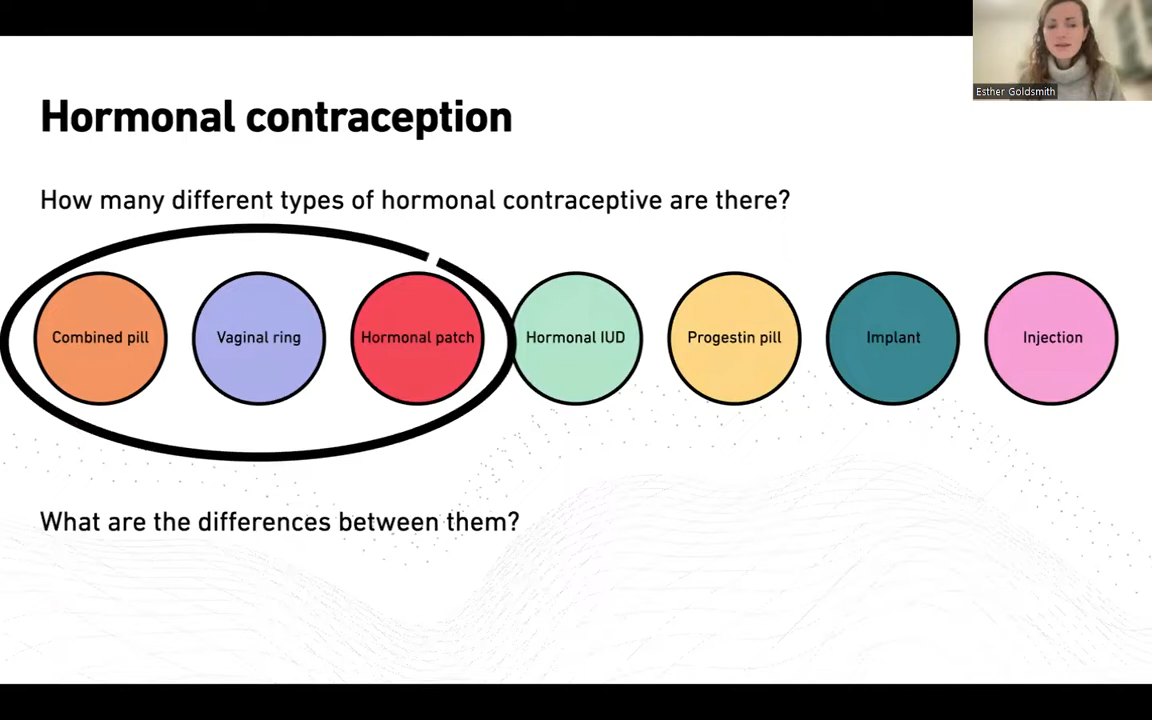 Esther Goldsmith
Hormonal contraception
How many different types of hormonal contraceptive are there?
Combined pill
Vaginal ring
Hormonal patch
Hormonal IUD
Progestin pill
Implant
Injection
What are the differences between them?